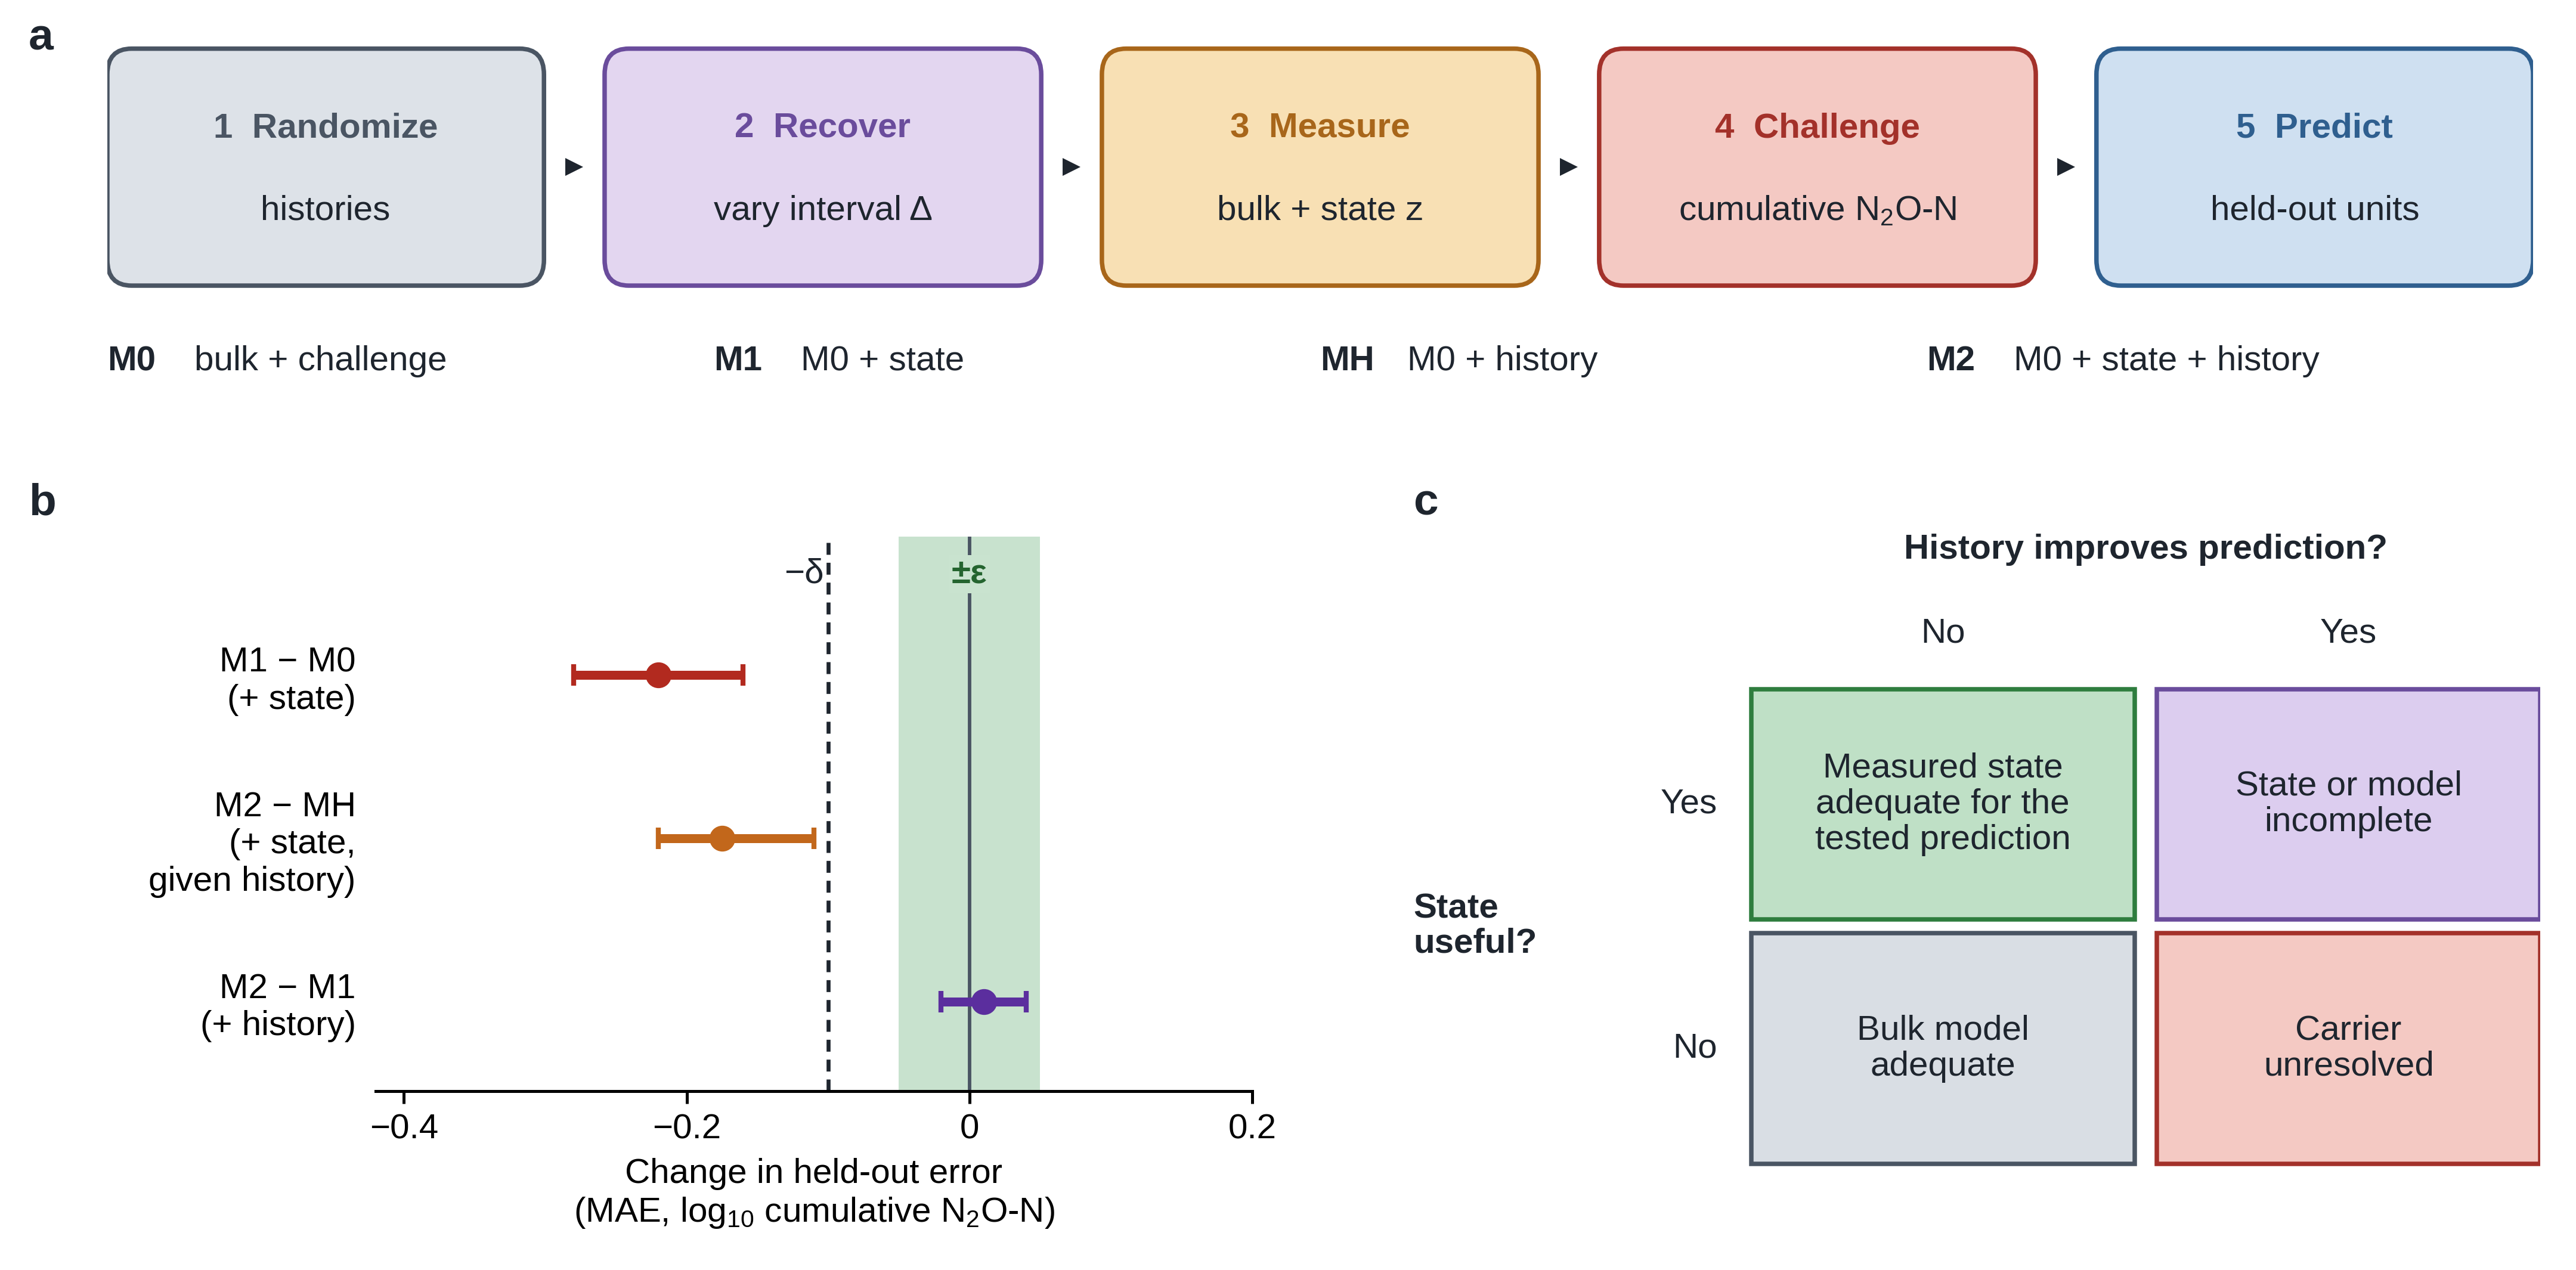 a
1 Randomize
histories
2 Recover
vary interval Δ
3 Measure
bulk + state z
4 Challenge
cumulative N₂O-N
5 Predict
held-out units
M0 bulk + challenge
M1 M0 + state
MH M0 + history
M2 M0 + state + history
b
−δ
±ε
M1 − M0
(+ state)
M2 − MH
(+ state,
given history)
M2 − M1
(+ history)
−0.4 −0.2 0 0.2
Change in held-out error
(MAE, log₁₀ cumulative N₂O-N)
c
History improves prediction?
No Yes
State
useful?
Yes
Measured state
adequate for the
tested prediction
State or model
incomplete
No
Bulk model
adequate
Carrier
unresolved